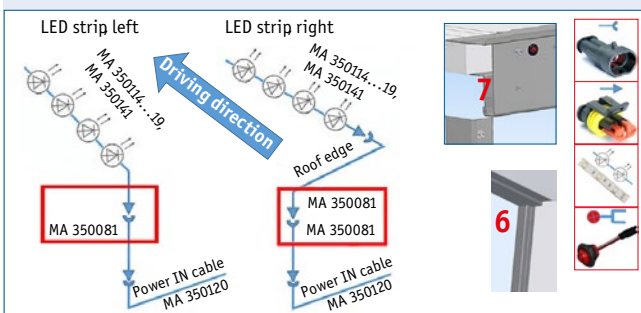 LED strip left
LED strip right
MA 350114...19,
MA 350141
Driving direction
MA 350114...19,
MA 350141
Roof edge
MA 350081
MA 350081
MA 350081
Power IN cable
MA 350120
Power IN cable
MA 350120
7
6